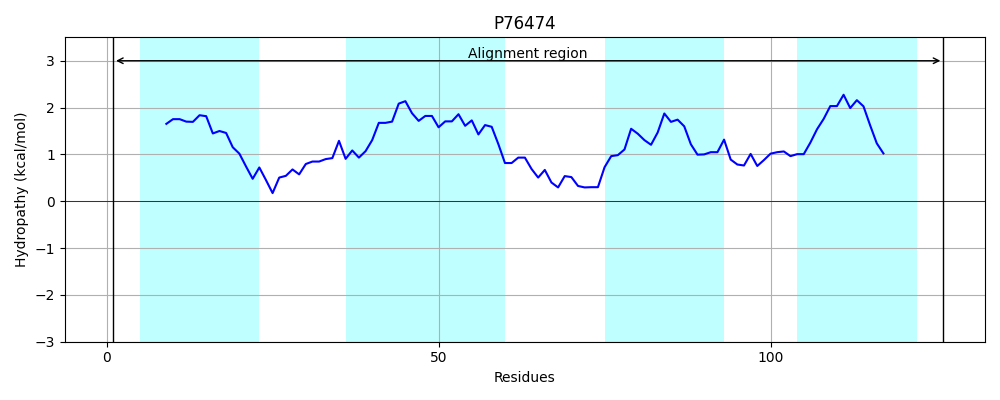 P76474
Alignment region
Hydropathy (kcal/mol)
3
2
1
0
−1
−2
−3
0
50
100
Residues